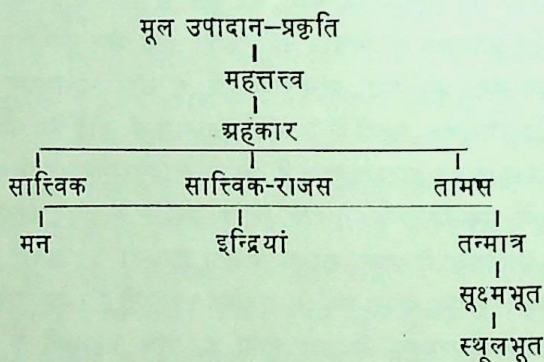 मूल उपादान–प्रकृति
महत्तत्त्व
अहंकार
सात्त्विक सात्त्विक-राजस तामस
मन इन्द्रियां तन्मात्र
सूक्ष्मभूत
स्थूलभूत